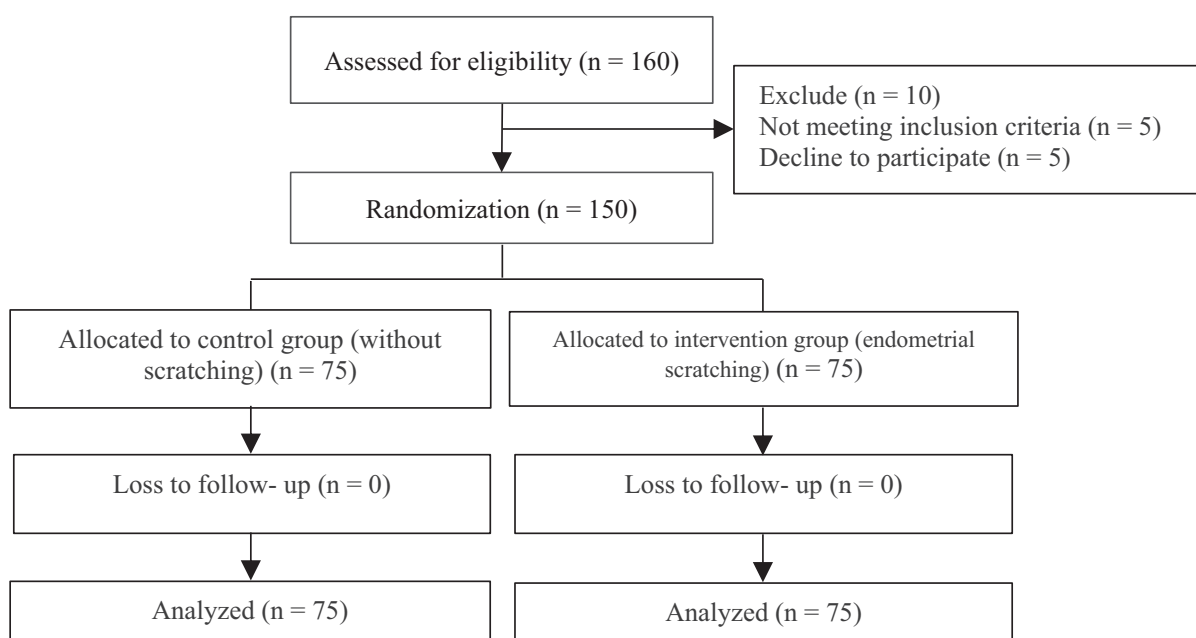 Assessed for eligibility (n = 160)
Exclude (n = 10)
Not meeting inclusion criteria (n = 5)
Decline to participate (n = 5)
Randomization (n = 150)
Allocated to control group (without
scratching) (n = 75)
Allocated to intervention group (endometrial
scratching) (n = 75)
Loss to follow- up (n = 0)
Loss to follow-up (n = 0)
Analyzed (n = 75)
Analyzed (n = 75)